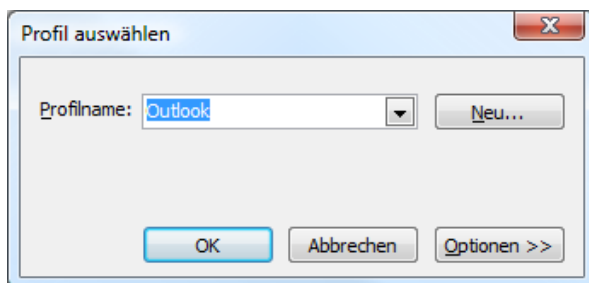 Profil auswählen
Profilname: Outlook Neu...
OK Abbrechen Optionen >>